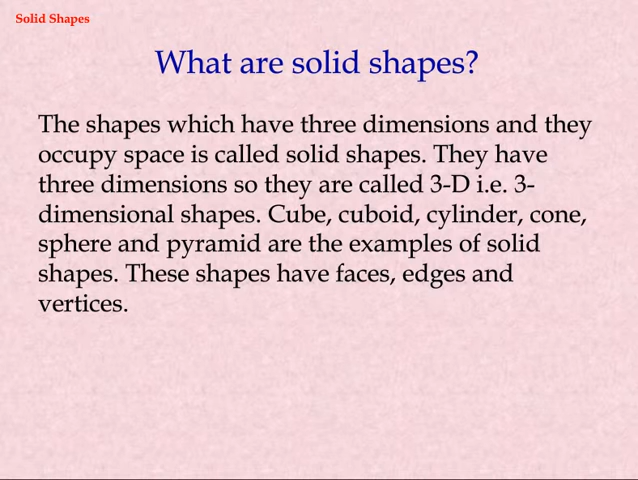 Solid Shapes
What are solid shapes?
The shapes which have three dimensions and they
occupy space is called solid shapes. They have
three dimensions so they are called 3-D i.e. 3-
dimensional shapes. Cube, cuboid, cylinder, cone,
sphere and pyramid are the examples of solid
shapes. These shapes have faces, edges and
vertices.